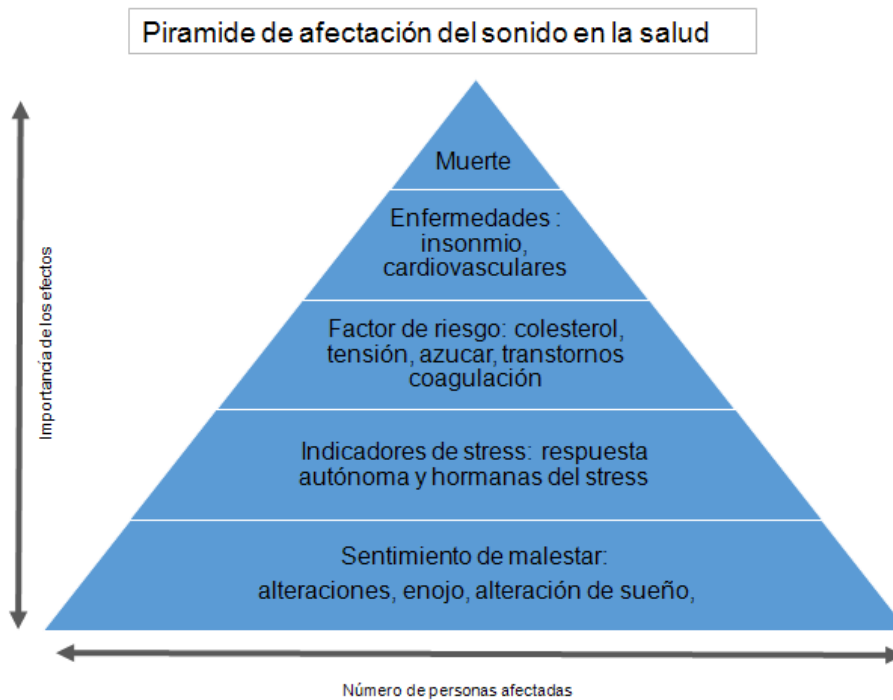 Piramide de afectación del sonido en la salud
Muerte
Enfermedades :
insonmio,
cardiovasculares
Factor de riesgo: colesterol,
tensión, azucar, transtornos
coagulación
Indicadores de stress: respuesta
autónoma y hormanas del stress
Sentimiento de malestar:
alteraciones, enojo, alteración de sueño,
Importancía de los efectos
Número de personas afectadas